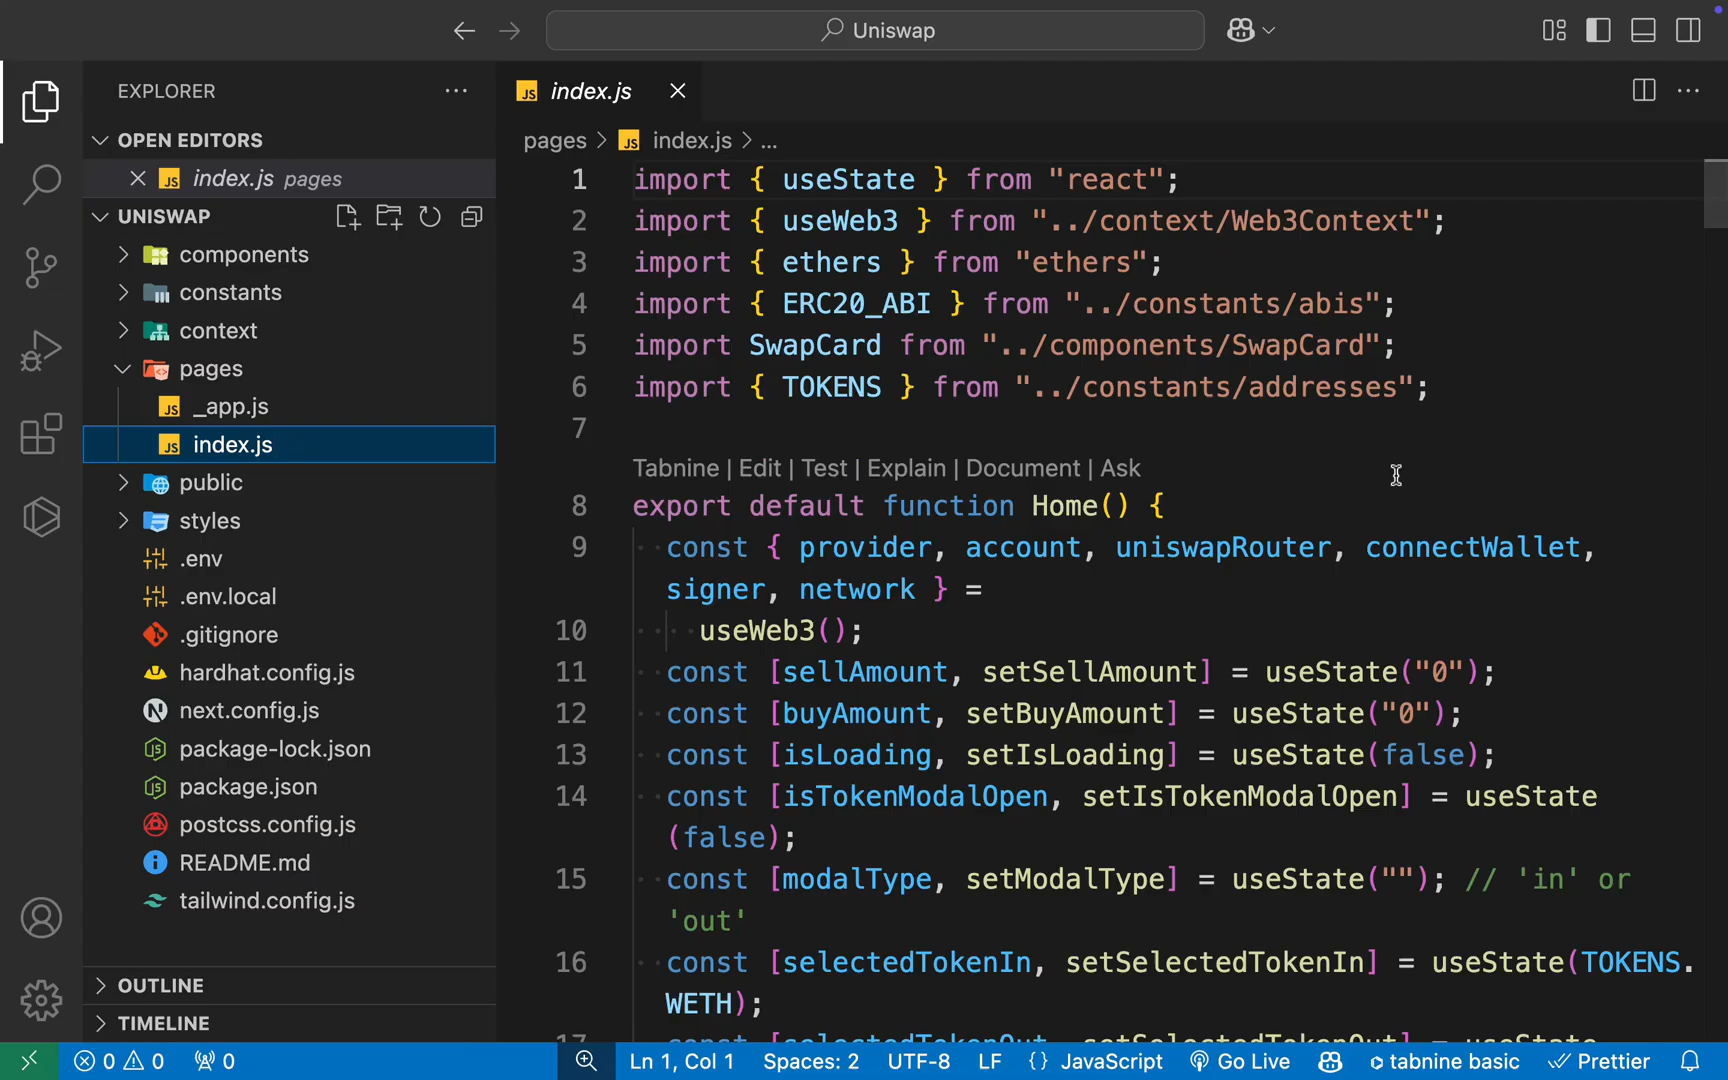 Uniswap
EXPLORER
OPEN EDITORS
index.js pages
UNISWAP
components
constants
context
pages
_app.js
index.js
public
styles
.env
.env.local
.gitignore
hardhat.config.js
next.config.js
package-lock.json
package.json
postcss.config.js
README.md
tailwind.config.js
OUTLINE
TIMELINE
index.js
pages > index.js > ...
1 import { useState } from "react";
2 import { useWeb3 } from "../context/Web3Context";
3 import { ethers } from "ethers";
4 import { ERC20_ABI } from "../constants/abis";
5 import SwapCard from "../components/SwapCard";
6 import { TOKENS } from "../constants/addresses";
7
Tabnine | Edit | Test | Explain | Document | Ask
8 export default function Home() {
9 const { provider, account, uniswapRouter, connectWallet,
signer, network } =
10 useWeb3();
11 const [sellAmount, setSellAmount] = useState("0");
12 const [buyAmount, setBuyAmount] = useState("0");
13 const [isLoading, setIsLoading] = useState(false);
14 const [isTokenModalOpen, setIsTokenModalOpen] = useState
(false);
15 const [modalType, setModalType] = useState(""); // 'in' or
'out'
16 const [selectedTokenIn, setSelectedTokenIn] = useState(TOKENS.
WETH);
17 const [selectedTokenOut, setSelectedTokenOut] = useState
0 0 0 Ln 1, Col 1 Spaces: 2 UTF-8 LF {} JavaScript Go Live tabnine basic Prettier